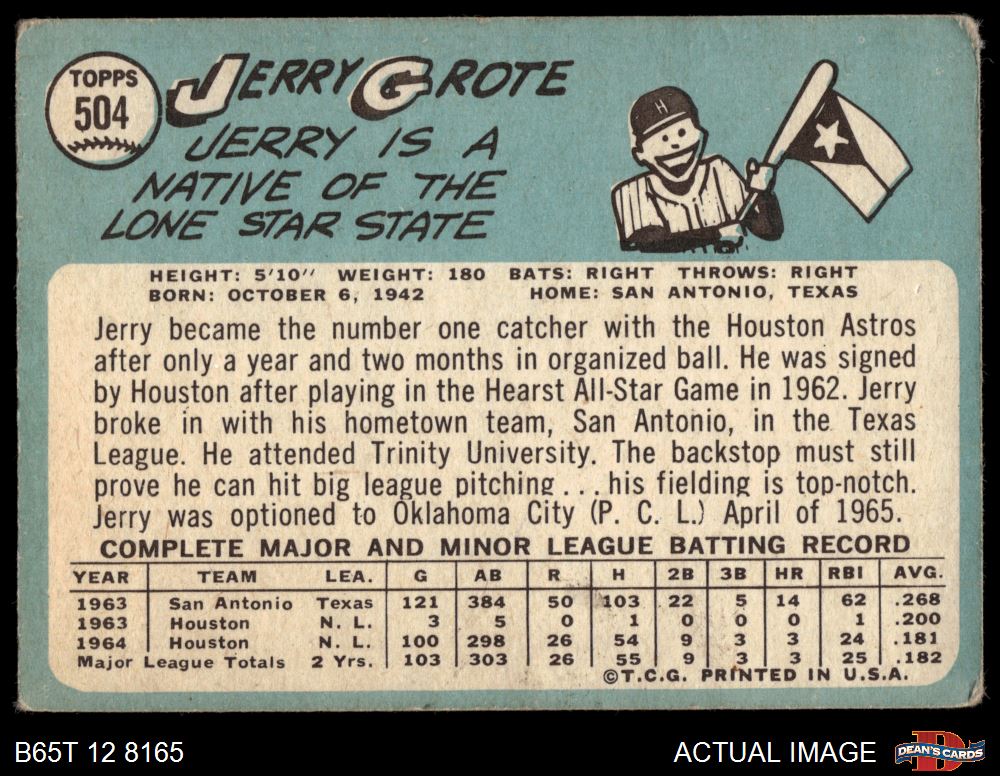 TOPPS
504
JERRY GROTE
JERRY IS A
NATIVE OF THE
LONE STAR STATE
H
HEIGHT: 5'10" WEIGHT: 180 BATS: RIGHT THROWS: RIGHT
BORN: OCTOBER 6, 1942 HOME: SAN ANTONIO, TEXAS
Jerry became the number one catcher with the Houston Astros
after only a year and two months in organized ball. He was signed
by Houston after playing in the Hearst All-Star Game in 1962. Jerry
broke in with his hometown team, San Antonio, in the Texas
League. He attended Trinity University. The backstop must still
prove he can hit big league pitching . . . his fielding is top-notch.
Jerry was optioned to Oklahoma City (P. C. L.) April of 1965.
COMPLETE MAJOR AND MINOR LEAGUE BATTING RECORD
YEAR TEAM LEA. G AB R H 2B 3B HR RBI AVG.
1963 San Antonio Texas 121 384 50 103 22 5 14 62 .268
1963 Houston N. L. 3 5 0 1 0 0 0 1 .200
1964 Houston N. L. 100 298 26 54 9 3 3 24 .181
Major League Totals 2 Yrs. 103 303 26 55 9 3 3 25 .182
©T.C.G. PRINTED IN U.S.A.
B65T 12 8165 ACTUAL IMAGE DEAN'S CARDS